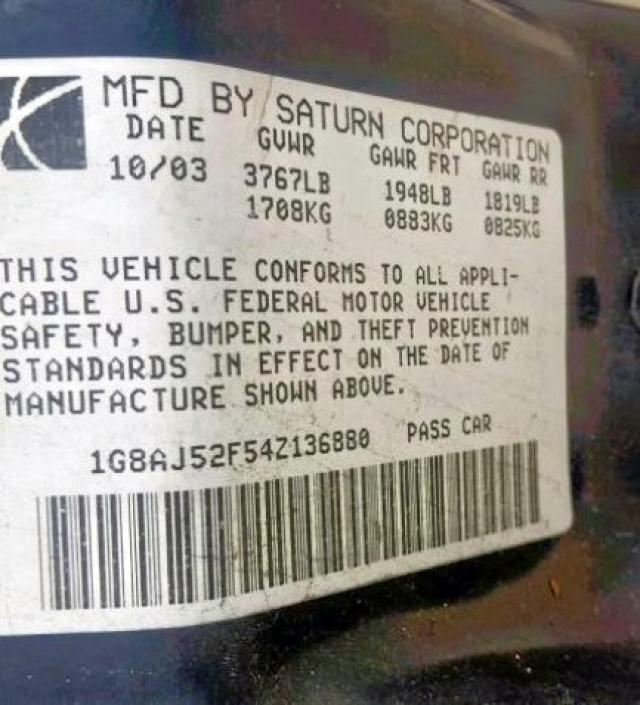 MFD BY SATURN CORPORATION
DATE GVWR GAWR FRT GAWR RR
10/03 3767LB 1948LB 1819LB
1708KG 0883KG 0825KG
THIS VEHICLE CONFORMS TO ALL APPLI-
CABLE U.S. FEDERAL MOTOR VEHICLE
SAFETY, BUMPER, AND THEFT PREVENTION
STANDARDS IN EFFECT ON THE DATE OF
MANUFACTURE SHOWN ABOVE.
1G8AJ52F54Z136880 PASS CAR